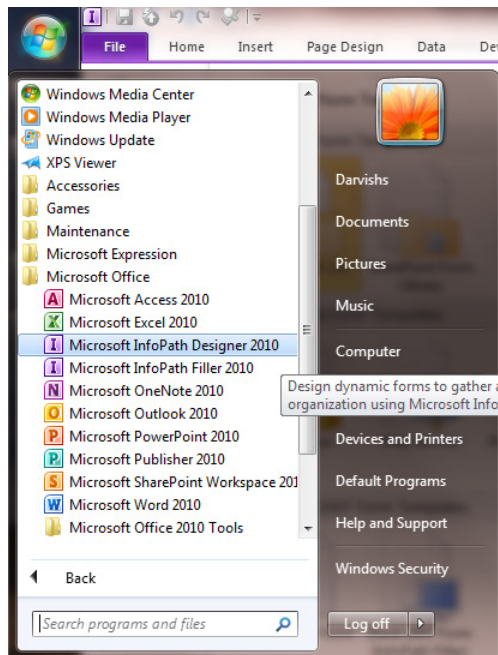 File Home Insert Page Design Data De
Windows Media Center
Windows Media Player
Windows Update
XPS Viewer
Accessories
Games
Maintenance
Microsoft Expression
Microsoft Office
Microsoft Access 2010
Microsoft Excel 2010
Microsoft InfoPath Designer 2010
Microsoft InfoPath Filler 2010
Microsoft OneNote 2010
Microsoft Outlook 2010
Microsoft PowerPoint 2010
Microsoft Publisher 2010
Microsoft SharePoint Workspace 201
Microsoft Word 2010
Microsoft Office 2010 Tools
Back
Search programs and files
Darvishs
Documents
Pictures
Music
Computer
Design dynamic forms to gather a
organization using Microsoft Info
Devices and Printers
Default Programs
Help and Support
Windows Security
Log off